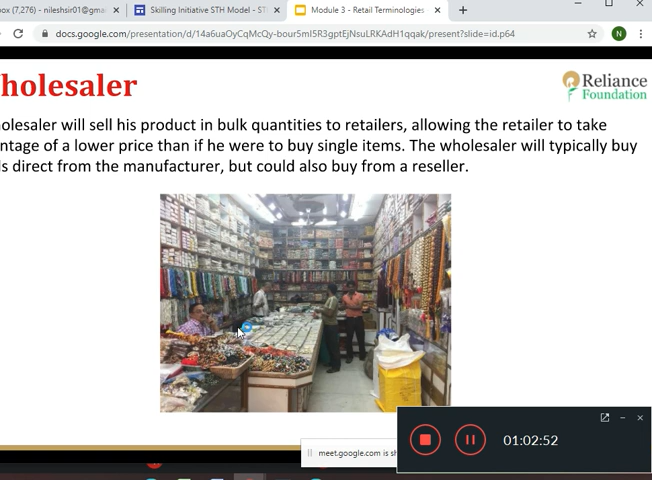 box (7,276) - nileshsir01@gma
Skilling Initiative STH Model - ST
Module 3 - Retail Terminologies
docs.google.com/presentation/d/14a6uaOyCqMcQy-bour5mI5R3gptEjNsuLRKAdH1qqak/present?slide=id.p64
N
holesaler
Reliance
Foundation
olesaler will sell his product in bulk quantities to retailers, allowing the retailer to take
ntage of a lower price than if he were to buy single items. The wholesaler will typically buy
ls direct from the manufacturer, but could also buy from a reseller.
01:02:52
meet.google.com is sh